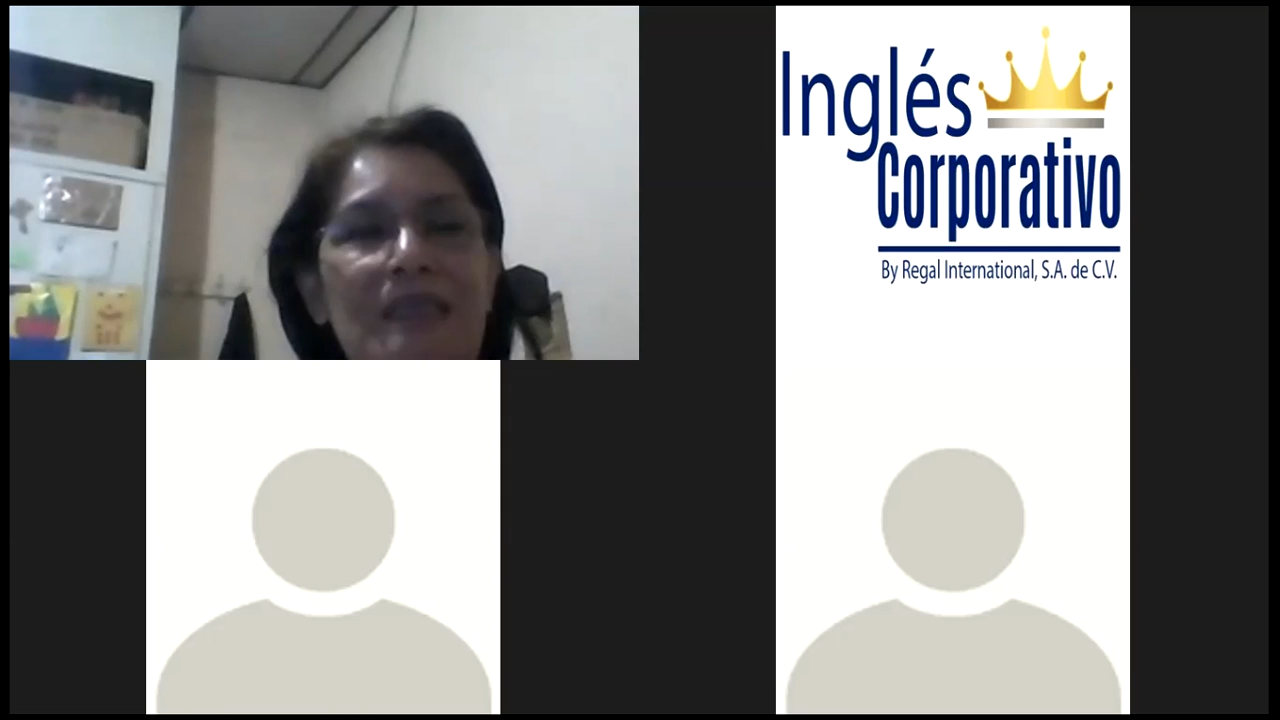 Inglés
Corporativo
By Regal International, S.A. de C.V.